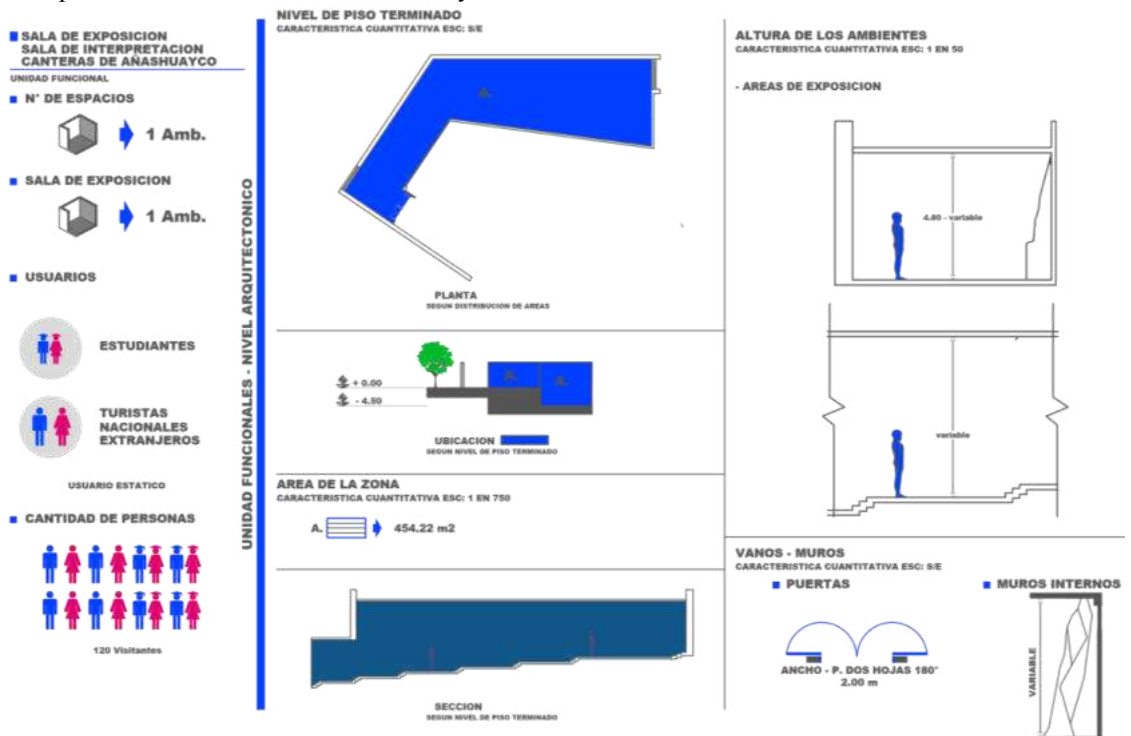 SALA DE EXPOSICION
SALA DE INTERPRETACION
CANTERAS DE AÑASHUAYCO
UNIDAD FUNCIONAL
N° DE ESPACIOS
1 Amb.
SALA DE EXPOSICION
1 Amb.
USUARIOS
ESTUDIANTES
TURISTAS
NACIONALES
EXTRANJEROS
USUARIO ESTATICO
CANTIDAD DE PERSONAS
120 Visitantes
UNIDAD FUNCIONALES - NIVEL ARQUITECTONICO
NIVEL DE PISO TERMINADO
CARACTERISTICA CUANTITATIVA ESC: S/E
A.
PLANTA
SEGUN DISTRIBUCION DE AREAS
+ 0.00
- 4.50
A.
A.
UBICACION
SEGUN NIVEL DE PISO TERMINADO
AREA DE LA ZONA
CARACTERISTICA CUANTITATIVA ESC: 1 EN 750
A.
454.22 m2
SECCION
SEGUN NIVEL DE PISO TERMINADO
ALTURA DE LOS AMBIENTES
CARACTERISTICA CUANTITATIVA ESC: 1 EN 50
- AREAS DE EXPOSICION
4.80 - variable
variable
VANOS - MUROS
CARACTERISTICA CUANTITATIVA ESC: S/E
PUERTAS
ANCHO - P. DOS HOJAS 180°
2.00 m
MUROS INTERNOS
VARIABLE